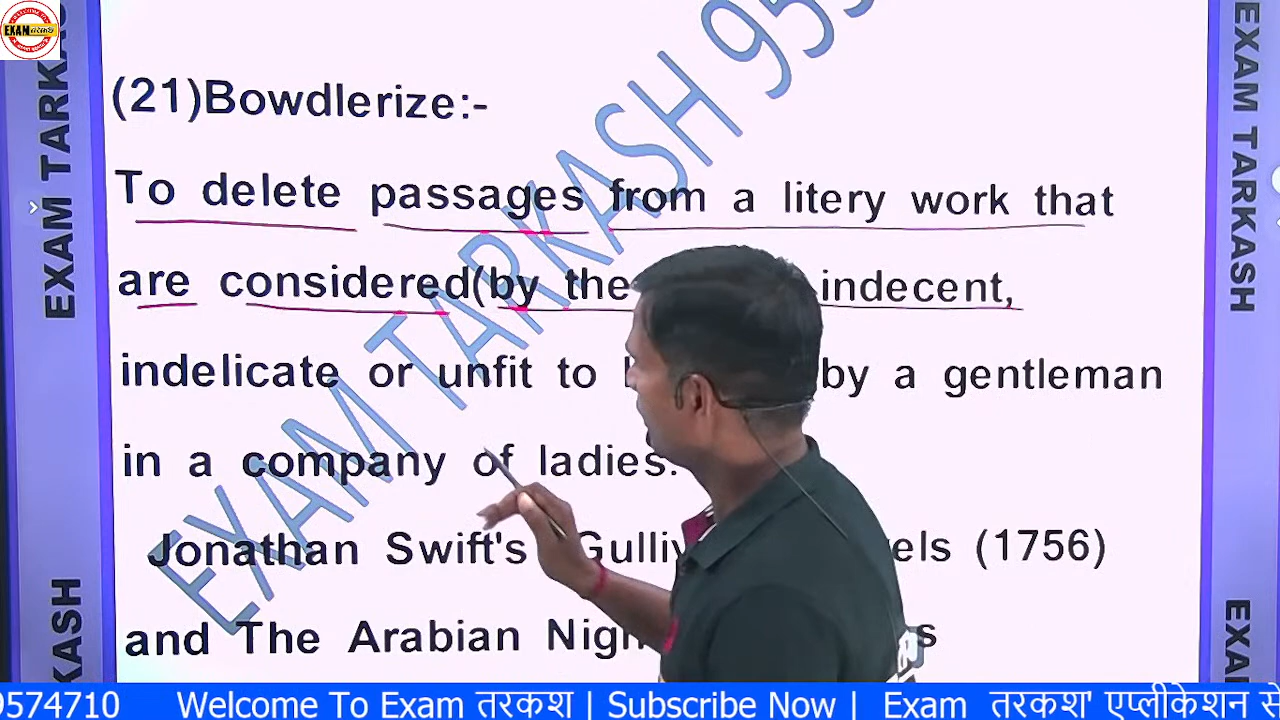 EXAM तरकश
(21)Bowdlerize:-
To delete passages from a litery work that
are considered(by the indecent,
indelicate or unfit to by a gentleman
in a company of ladies.
Jonathan Swift's (1756)
and The Arabian
EXAM TARKASH
EXAM TARKASH
EXAM TARKASH
9574710 Welcome To Exam तरकश | Subscribe Now | Exam तरकश' एप्लीकेशन से